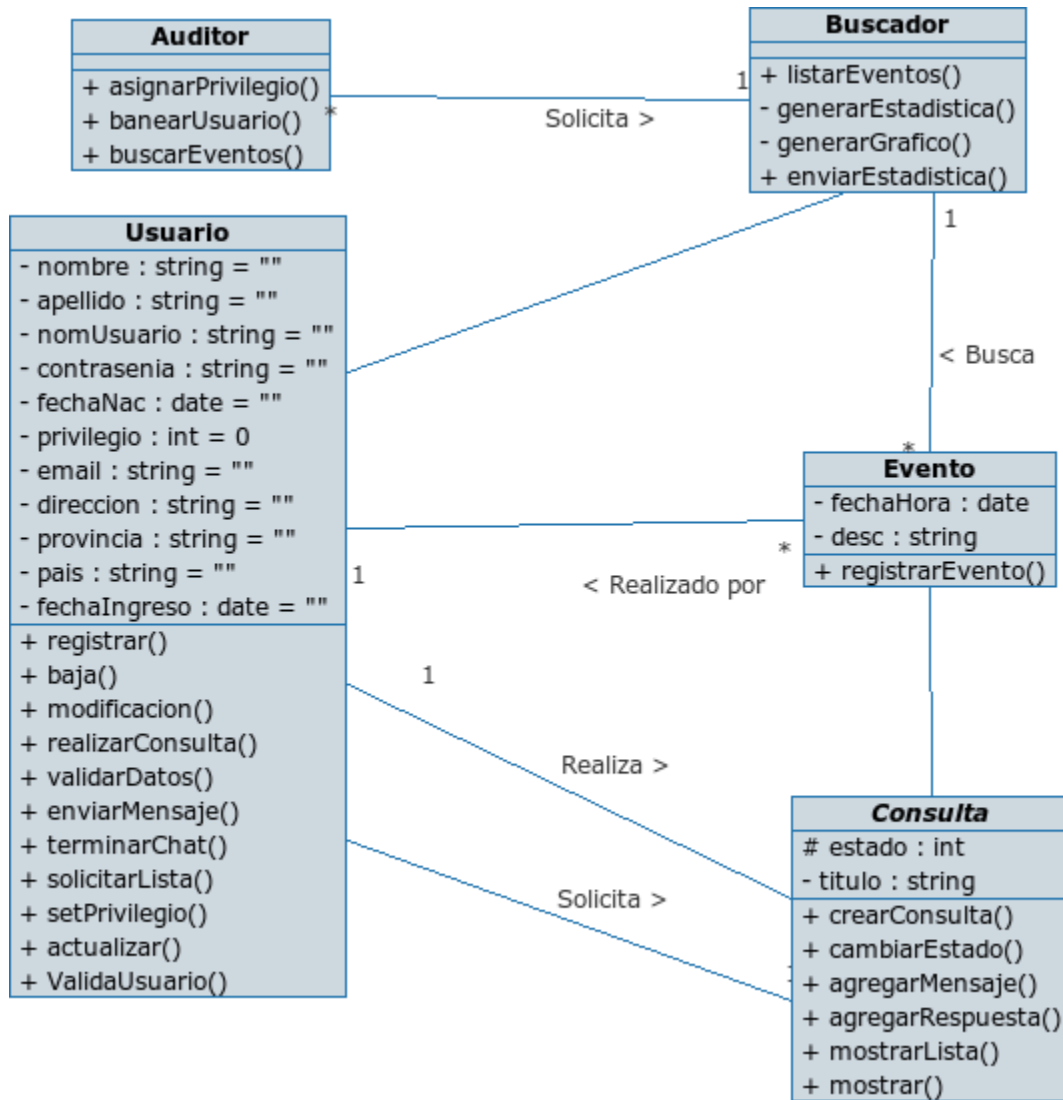 Auditor
+ asignarPrivilegio()
+ banearUsuario()
+ buscarEventos()
*
Solicita >
1
Buscador
+ listarEventos()
- generarEstadistica()
- generarGrafico()
+ enviarEstadistica()
1
< Busca
*
Usuario
- nombre : string = ""
- apellido : string = ""
- nomUsuario : string = ""
- contrasenia : string = ""
- fechaNac : date = ""
- privilegio : int = 0
- email : string = ""
- direccion : string = ""
- provincia : string = ""
- pais : string = ""
- fechaIngreso : date = ""
+ registrar()
+ baja()
+ modificacion()
+ realizarConsulta()
+ validarDatos()
+ enviarMensaje()
+ terminarChat()
+ solicitarLista()
+ setPrivilegio()
+ actualizar()
+ ValidaUsuario()
1
< Realizado por
*
Evento
- fechaHora : date
- desc : string
+ registrarEvento()
1
Realiza >
Solicita >
Consulta
# estado : int
- titulo : string
+ crearConsulta()
+ cambiarEstado()
+ agregarMensaje()
+ agregarRespuesta()
+ mostrarLista()
+ mostrar()